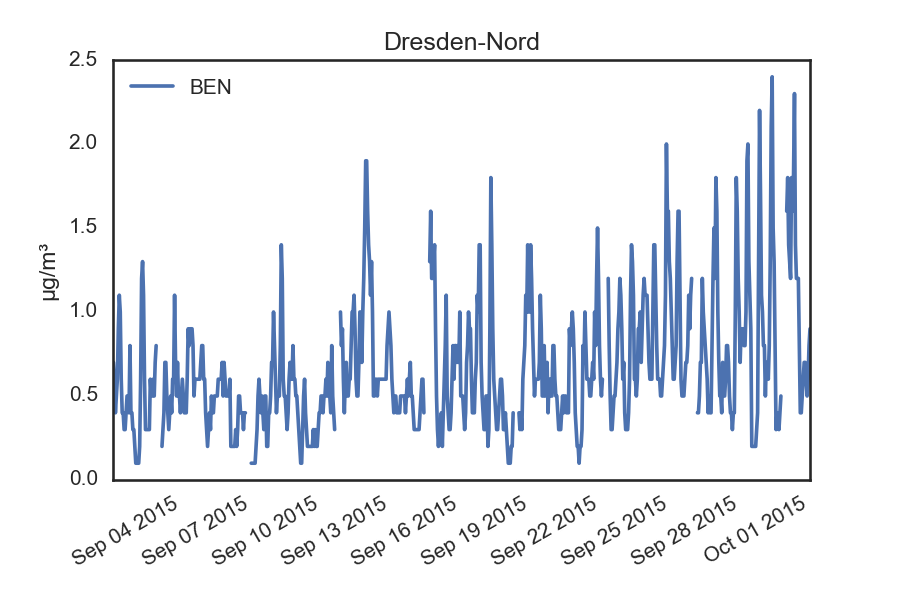 Dresden-Nord
2.5
BEN
2.0
1.5
µg/m³
1.0
0.5
0.0
Sep 04 2015
Sep 07 2015
Sep 10 2015
Sep 13 2015
Sep 16 2015
Sep 19 2015
Sep 22 2015
Sep 25 2015
Sep 28 2015
Oct 01 2015